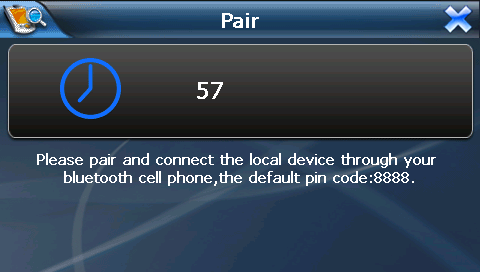 Pair
57
Please pair and connect the local device through your
bluetooth cell phone,the default pin code:8888.